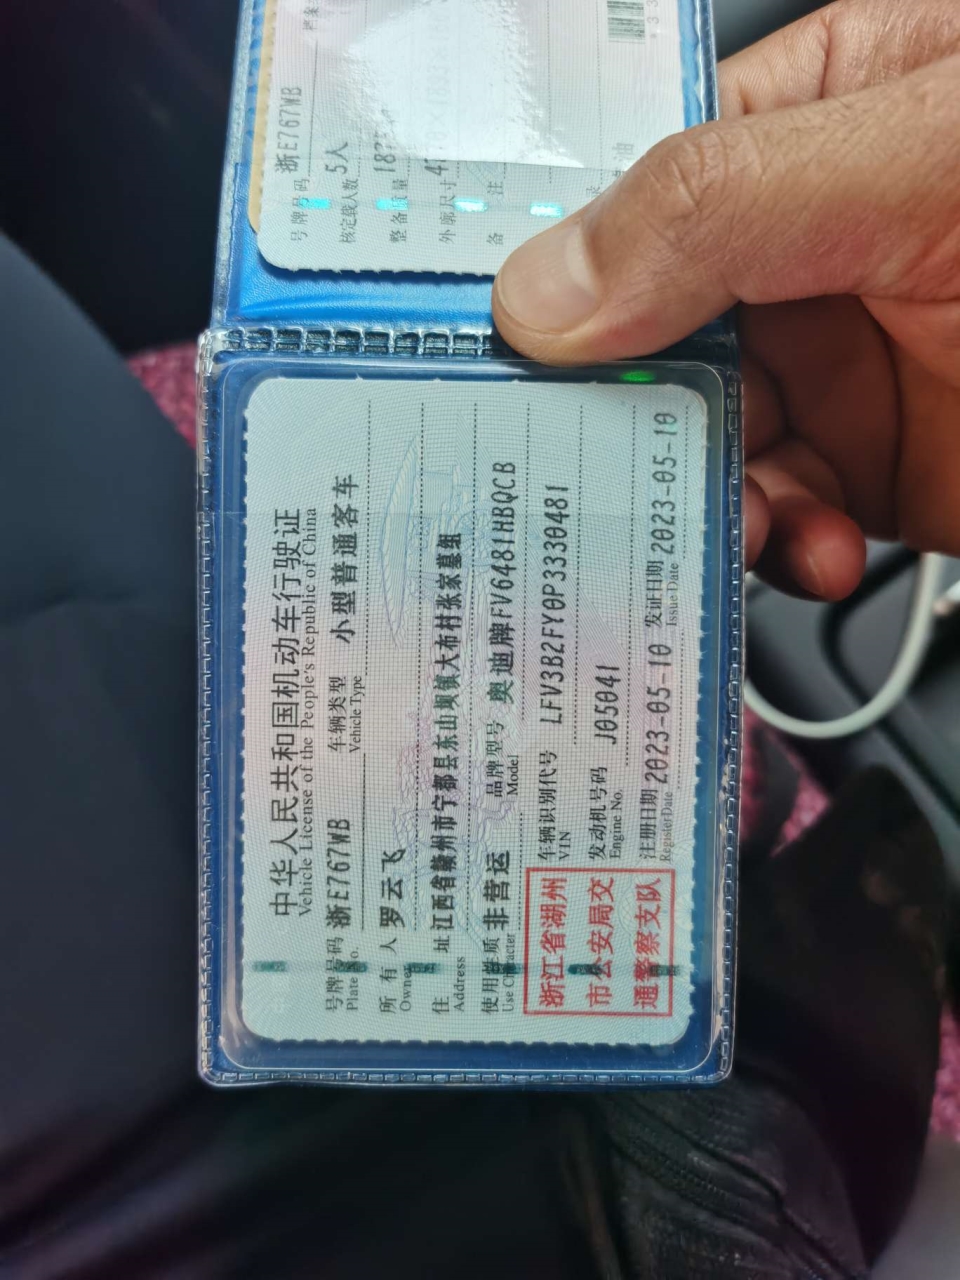 中华人民共和国机动车行驶证
Vehicle License of the People's Republic of China
号牌号码 浙E767WB 车辆类型 小型普通客车
Plate No. Vehicle Type
所有人 罗云飞
Owner
住址 江西省赣州市宁都县东山坝镇大布村张家墓组
Address
使用性质 非营运 品牌型号 奥迪牌FV6481HBQCB
Use Character Model
浙江省湖州
市公安局交
通警察支队
车辆识别代号 LFV3B2FY0P3330481
VIN
发动机号码 J05041
Engine No.
注册日期 2023-05-10 发证日期 2023-05-10
Register Date Issue Date
号牌号码 浙E767WB
核定载人数 5人
整备质量
外廓尺寸
备注